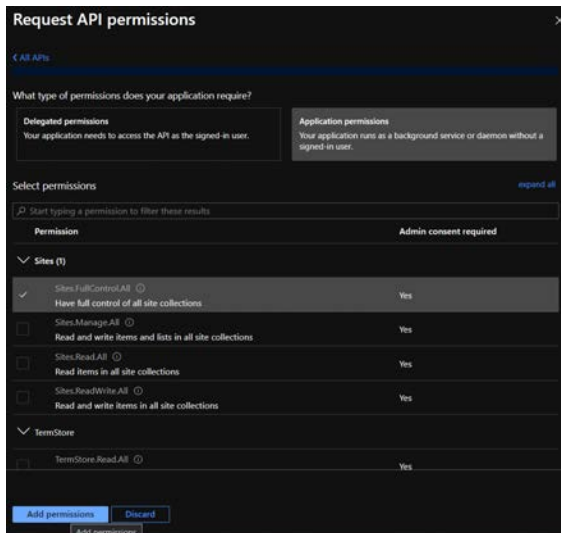 Request API permissions
All APIs
What type of permissions does your application require?
Delegated permissions
Your application needs to access the API as the signed-in user.
Application permissions
Your application runs as a background service or daemon without a
signed-in user.
Select permissions
expand all
Start typing a permission to filter these results
Permission
Admin consent required
Sites (1)
Sites.FullControl.All
Have full control of all site collections
Yes
Sites.Manage.All
Read and write items and lists in all site collections
Yes
Sites.Read.All
Read items in all site collections
Yes
Sites.ReadWrite.All
Read and write items in all site collections
Yes
TermStore
TermStore.Read.All
Yes
Add permissions
Discard
Add permissions